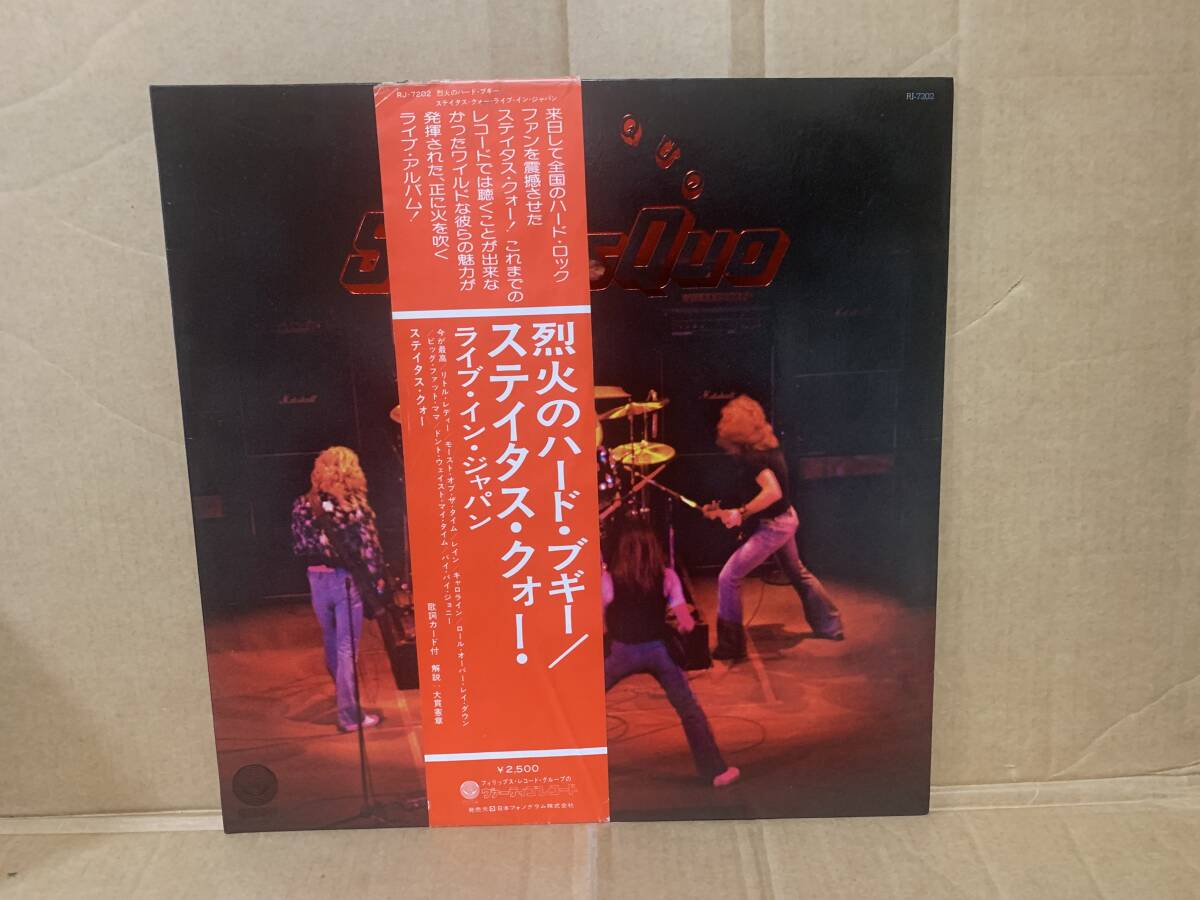 RJ-7202 烈火のハード・ブギー
ステイタス・クォー・ライブ・イン・ジャパン
来日して全国のハード・ロック
ファンを震撼させた
ステイタス・クォー! これまでの
レコードでは聴くことが出来な
かったワイルドな彼らの魅力が
発揮された、正に火を吹く
ライブ・アルバム!
烈火のハード・ブギー/
ステイタス・クォー・
ライブ・イン・ジャパン
今が最高/リトル・レディー/モースト・オブ・ザ・タイム/レイン/キャロライン/ロール・オーバー・レイ・ダウン
/ビッグ・ファット・ママ/ドント・ウェイスト・マイ・タイム/バイ・バイ・ジョニー
ステイタス・クォー
歌詞カード付 解説:大貫憲章
¥2,500
フィリップス・レコード・グループの
ヴァーティゴレコード
発売元 日本フォノグラム株式会社
RJ-7202
Quo
S sQuo
Marshall
Marshall